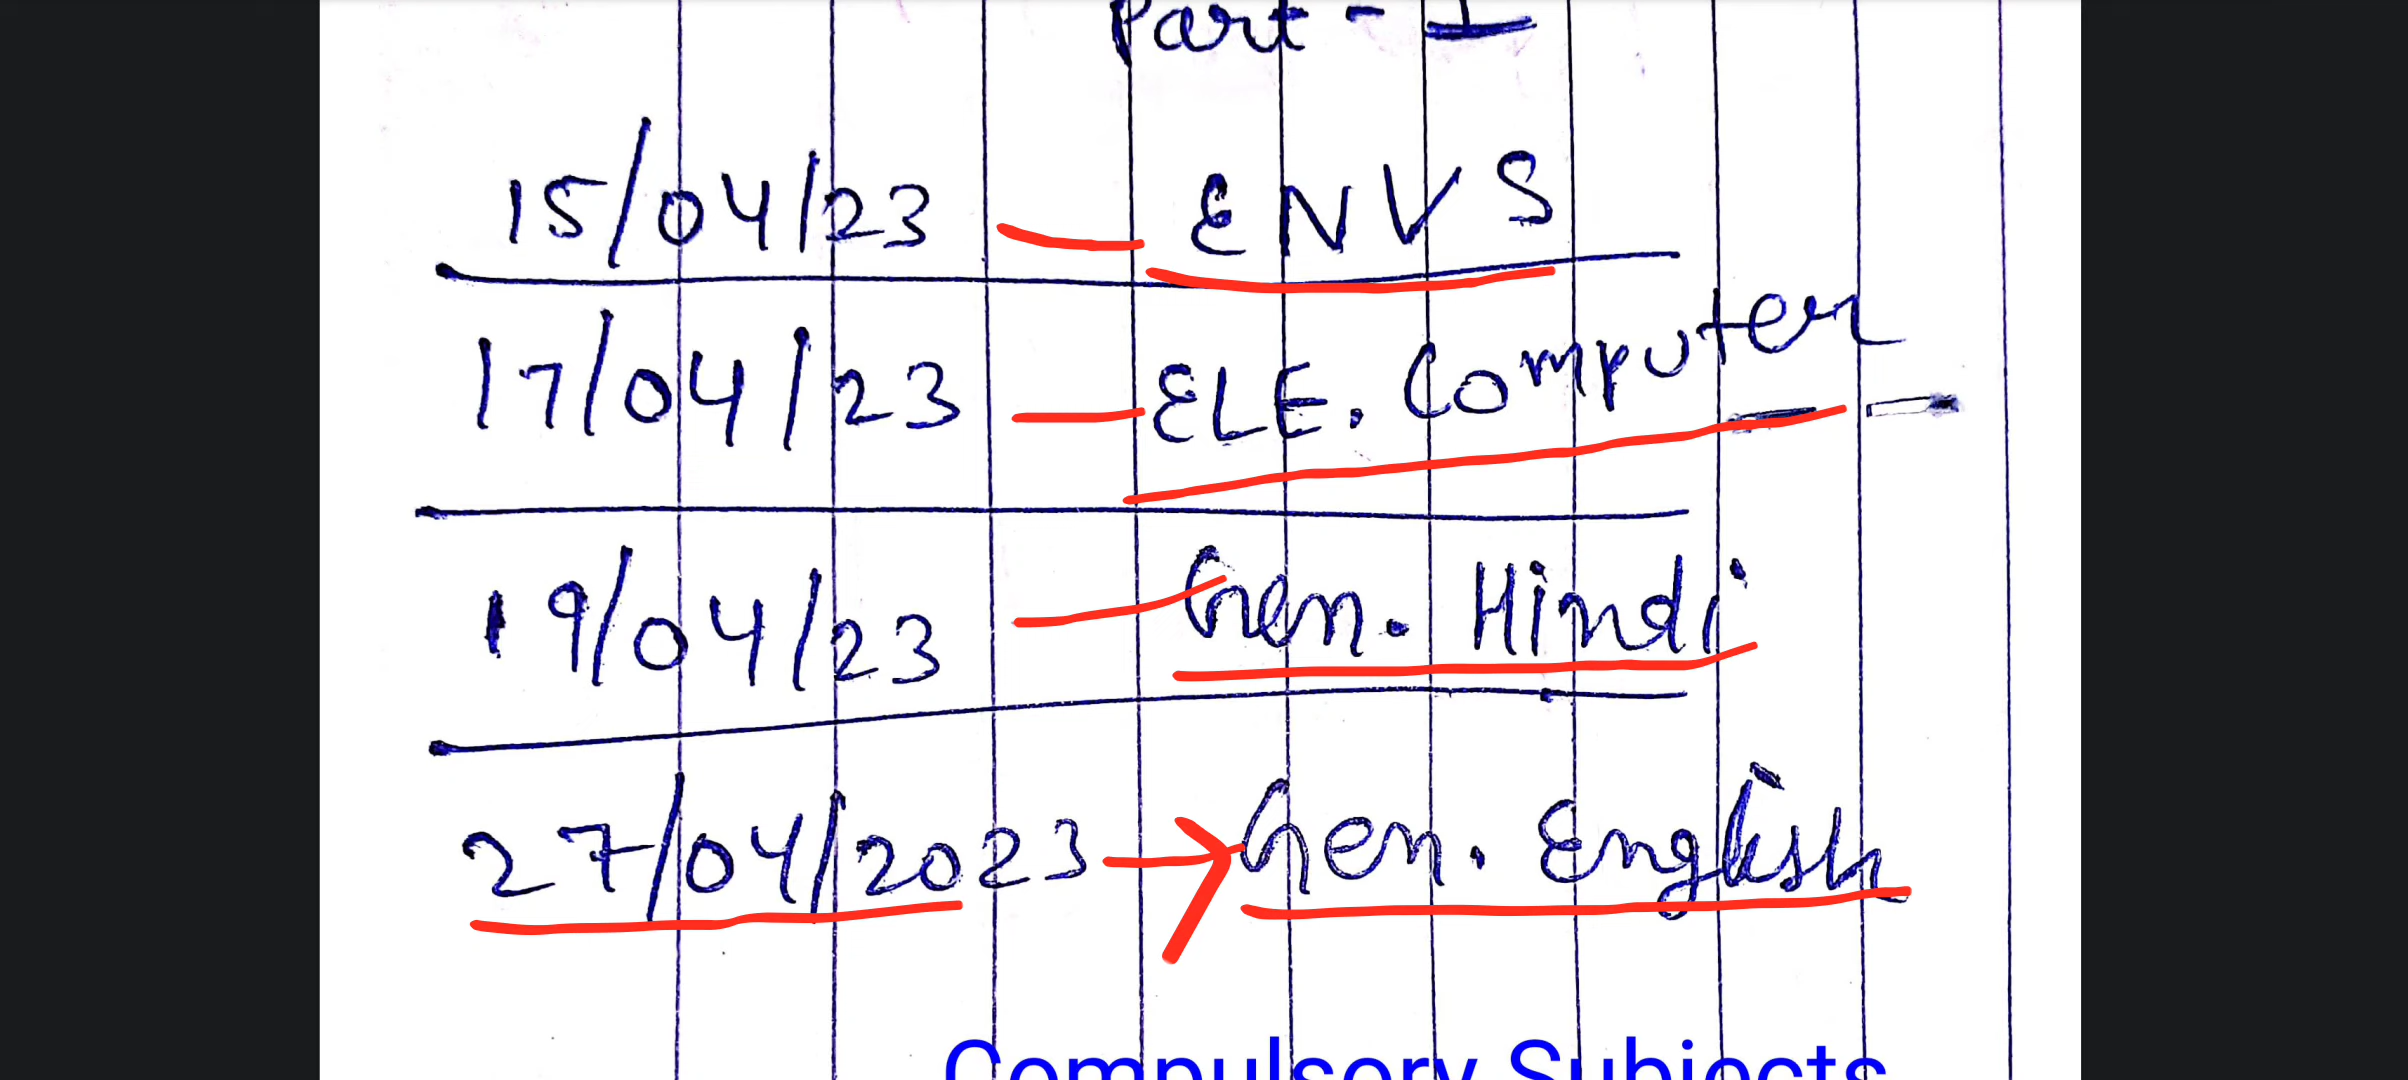 Part - I
15/04/23 — ENVS
17/04/23 — ELE. Computer
19/04/23 — Gen. Hindi
27/04/2023 → Gen. English
Compulsory Subjects